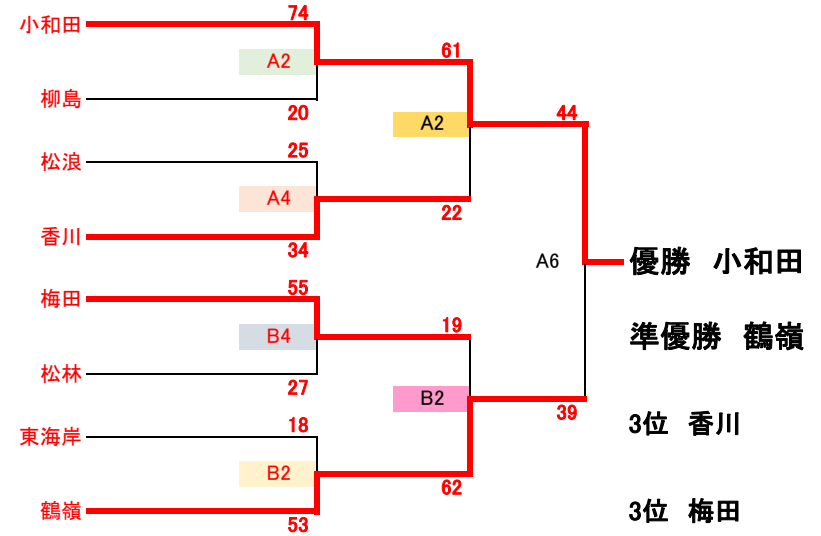 74
小和田
61
A2
柳島
20
44
A2
25
松浪
A4
22
香川
34
優勝 小和田
A6
55
梅田
19
準優勝 鶴嶺
B4
松林
27
B2
39
18
3位 香川
東海岸
B2
62
鶴嶺
53
3位 梅田